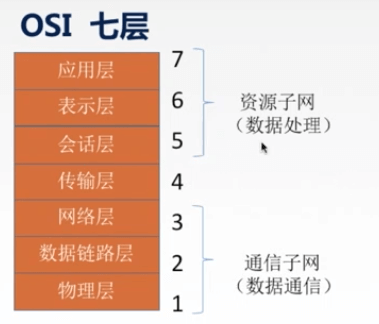 OSI 七层
应用层 7
表示层 6
会话层 5
资源子网
（数据处理）
传输层 4
网络层 3
数据链路层 2
物理层 1
通信子网
（数据通信）